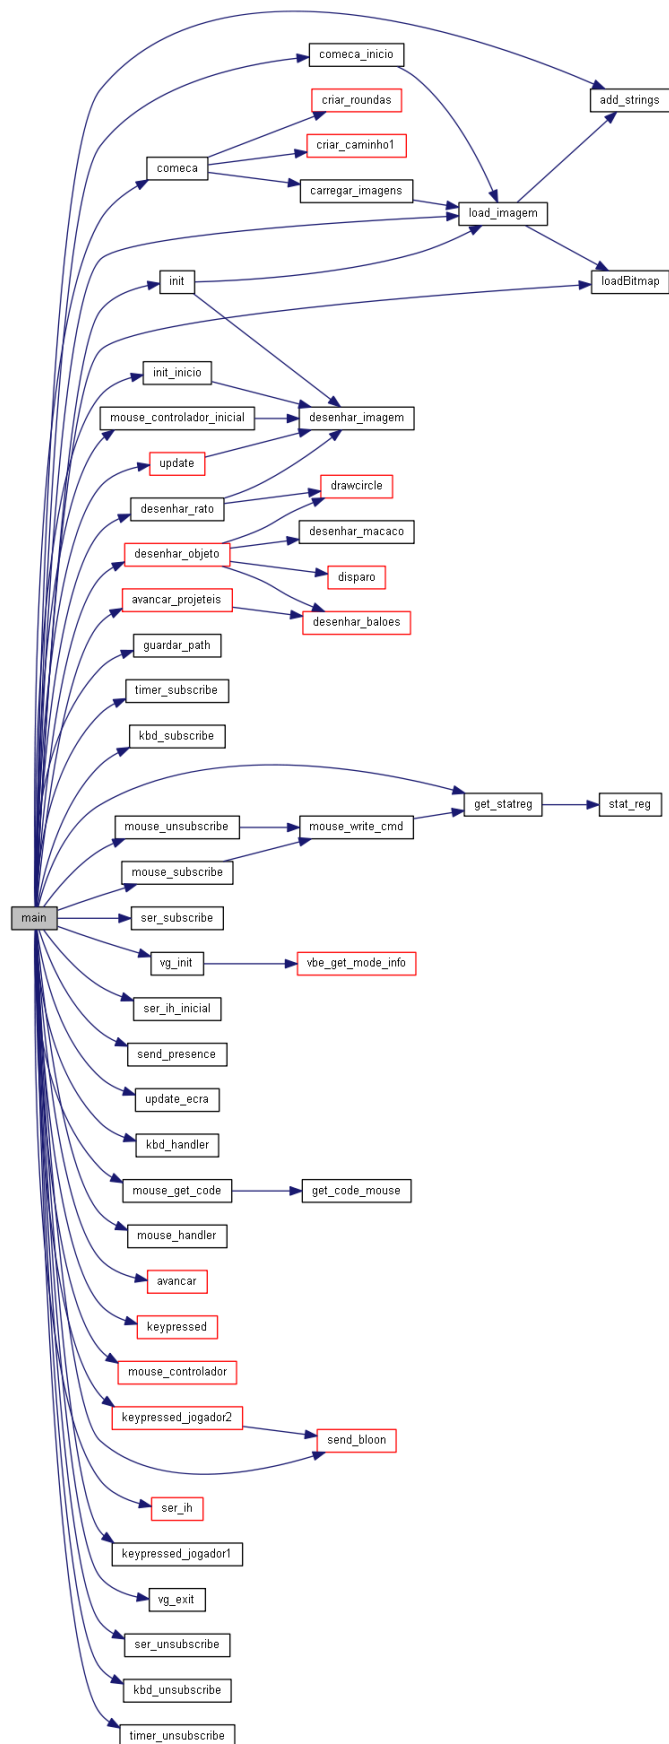 comeca_inicio
add_strings
criar_roundas
criar_caminho1
comeca
carregar_imagens
load_imagem
init
loadBitmap
init_inicio
mouse_controlador_inicial
desenhar_imagem
update
drawcircle
desenhar_rato
desenhar_macaco
desenhar_objeto
disparo
avancar_projeteis
desenhar_baloes
guardar_path
timer_subscribe
kbd_subscribe
get_statreg
stat_reg
mouse_unsubscribe
mouse_write_cmd
mouse_subscribe
main
ser_subscribe
vg_init
vbe_get_mode_info
ser_ih_inicial
send_presence
update_ecra
kbd_handler
mouse_get_code
get_code_mouse
mouse_handler
avancar
keypressed
mouse_controlador
keypressed_jogador2
send_bloon
ser_ih
keypressed_jogador1
vg_exit
ser_unsubscribe
kbd_unsubscribe
timer_unsubscribe